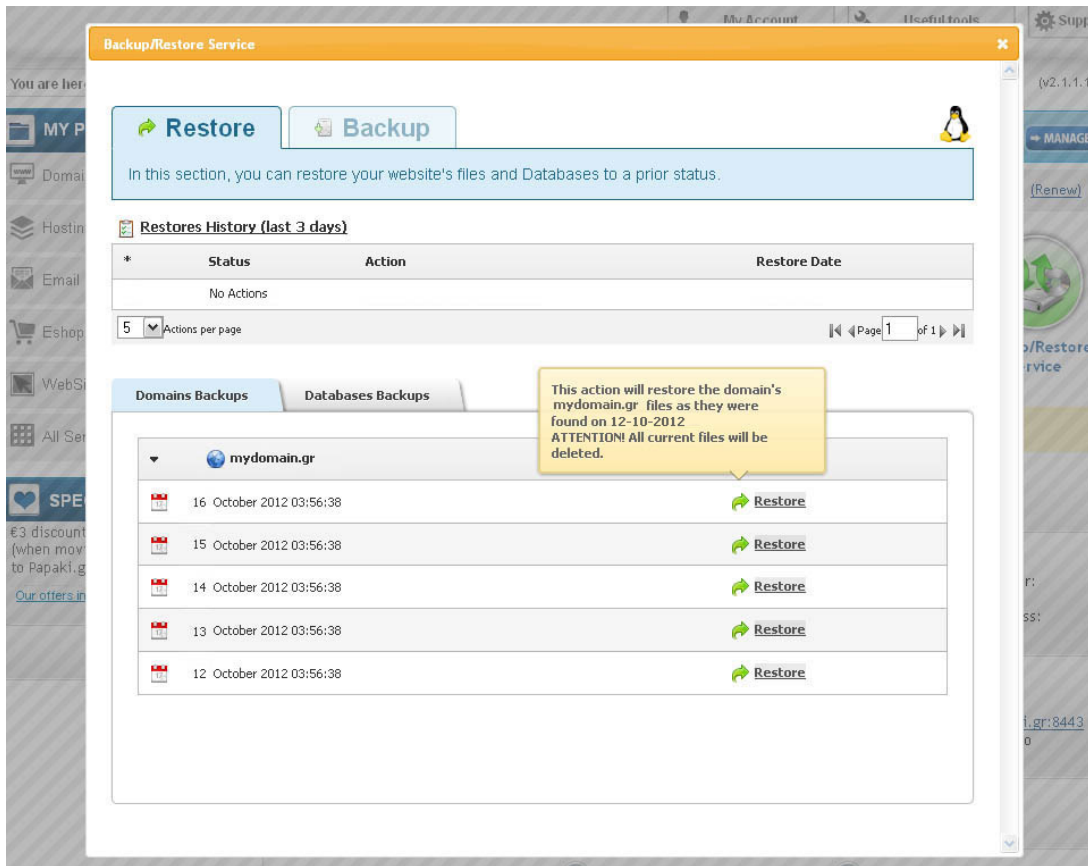 My Account
Useful tools
Supp
Backup/Restore Service
You are her
(v2.1.1.1
MY P
Restore
Backup
MANAGE
Domai
In this section, you can restore your website's files and Databases to a prior status.
(Renew)
Hostin
Restores History (last 3 days)
* Status Action Restore Date
Email
No Actions
Eshop
5 Actions per page
Page 1 of 1
p/Restore
rvice
WebSi
Domains Backups
Databases Backups
This action will restore the domain's
mydomain.gr files as they were
found on 12-10-2012
ATTENTION! All current files will be
deleted.
All Ser
mydomain.gr
SPE
16 October 2012 03:56:38 Restore
€3 discount
(when mov
to Papaki.g
Our offers in
15 October 2012 03:56:38 Restore
14 October 2012 03:56:38 Restore
r:
13 October 2012 03:56:38 Restore
ss:
12 October 2012 03:56:38 Restore
i.gr:8443
o